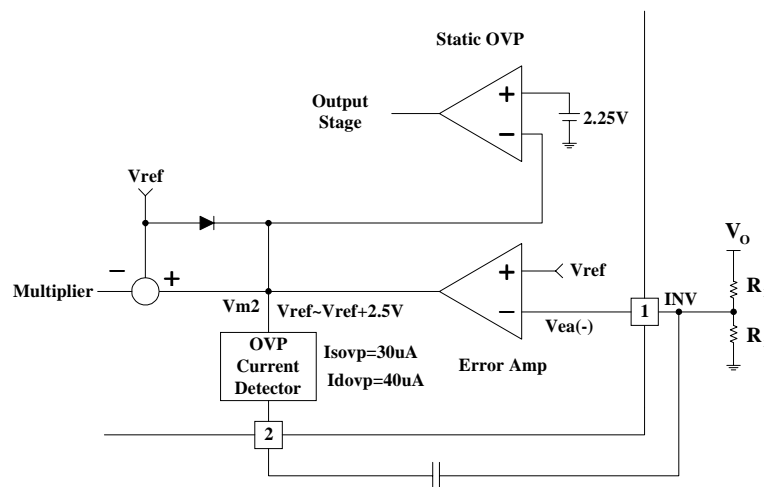 Static OVP
Output
Stage
+
−
2.25V
Vref
−
+
Multiplier
Vm2
Vref~Vref+2.5V
+
−
Vref
Vea(-)
1
INV
V_O
R
R
OVP
Current
Detector
Isovp=30uA
Idovp=40uA
Error Amp
2